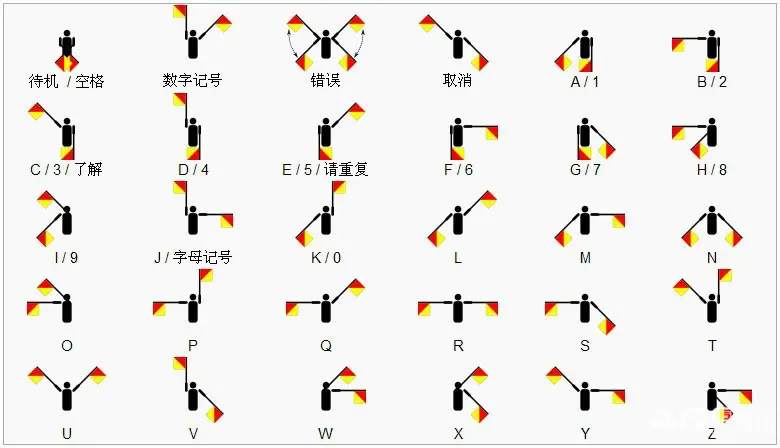 待机 / 空格
数字记号
错误
取消
A / 1
B / 2
C / 3 / 了解
D / 4
E / 5 / 请重复
F / 6
G / 7
H / 8
I / 9
J / 字母记号
K / 0
L
M
N
O
P
Q
R
S
T
U
V
W
X
Y
Z